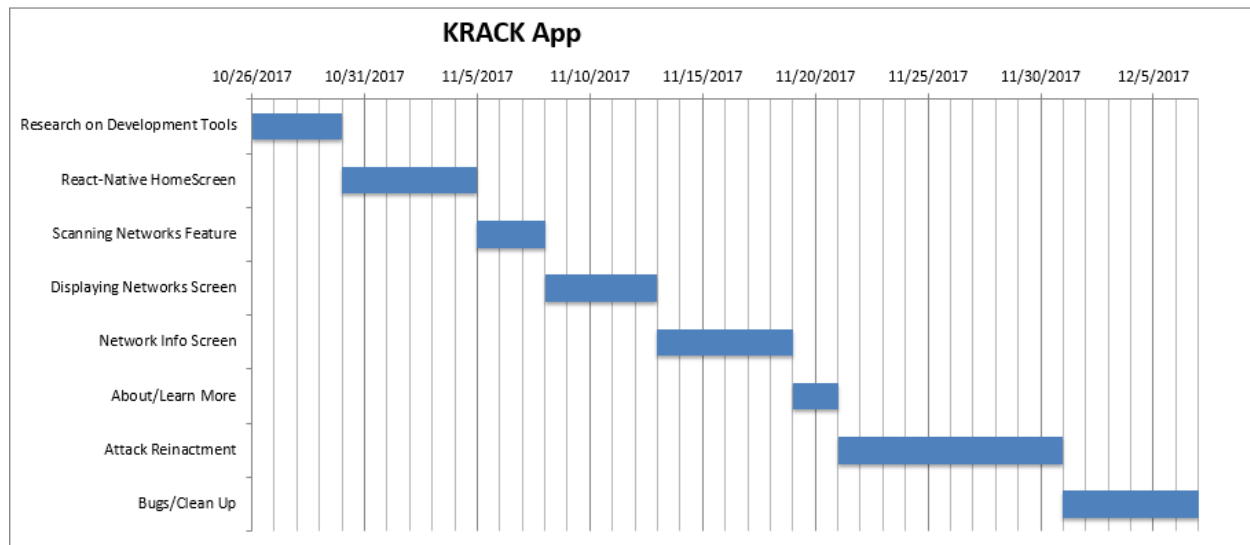 KRACK App
10/26/2017 10/31/2017 11/5/2017 11/10/2017 11/15/2017 11/20/2017 11/25/2017 11/30/2017 12/5/2017
Research on Development Tools
React-Native HomeScreen
Scanning Networks Feature
Displaying Networks Screen
Network Info Screen
About/Learn More
Attack Reinactment
Bugs/Clean Up